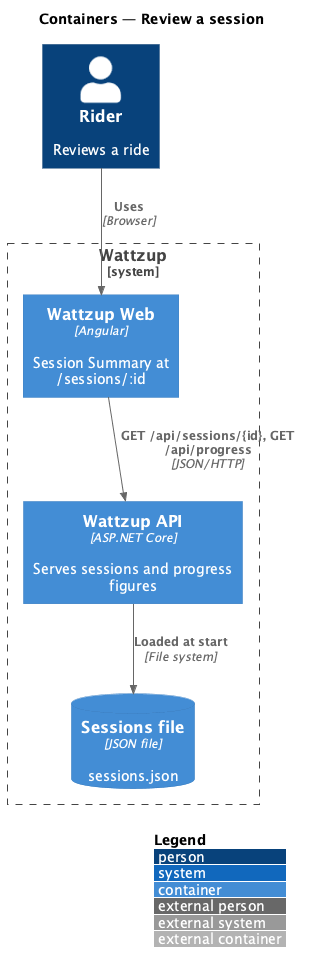 Containers — Review a session
Rider
Reviews a ride
Uses
[Browser]
Wattzup
[system]
Wattzup Web
[Angular]
Session Summary at
/sessions/:id
GET /api/sessions/{id}, GET
/api/progress
[JSON/HTTP]
Wattzup API
[ASP.NET Core]
Serves sessions and progress
figures
Loaded at start
[File system]
Sessions file
[JSON file]
sessions.json
Legend
person
system
container
external person
external system
external container